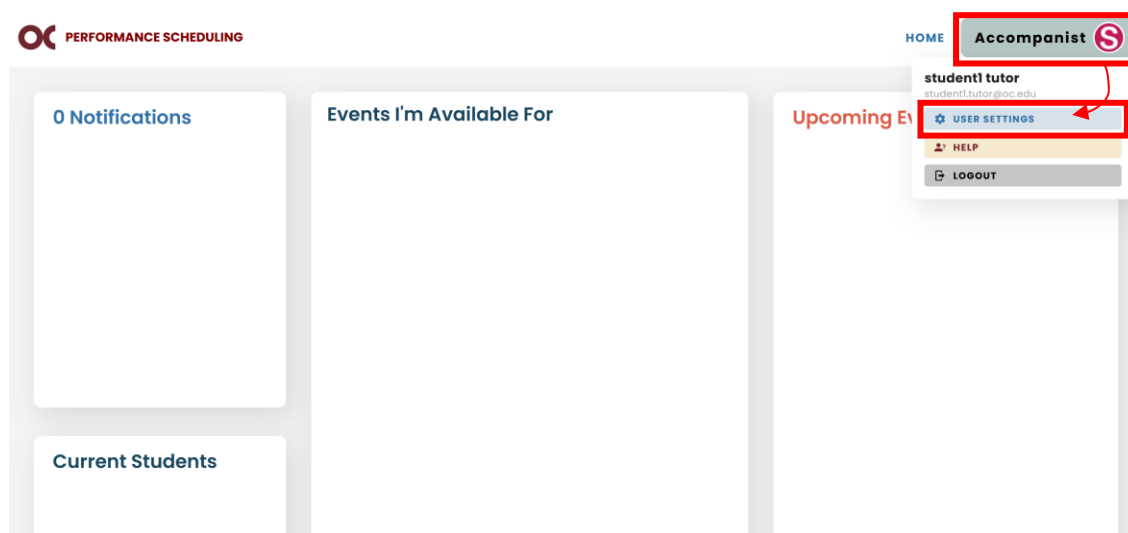 OC PERFORMANCE SCHEDULING
HOME
Accompanist S
student1 tutor
student1.tutor@oc.edu
USER SETTINGS
HELP
LOGOUT
0 Notifications
Events I'm Available For
Upcoming Ev
Current Students